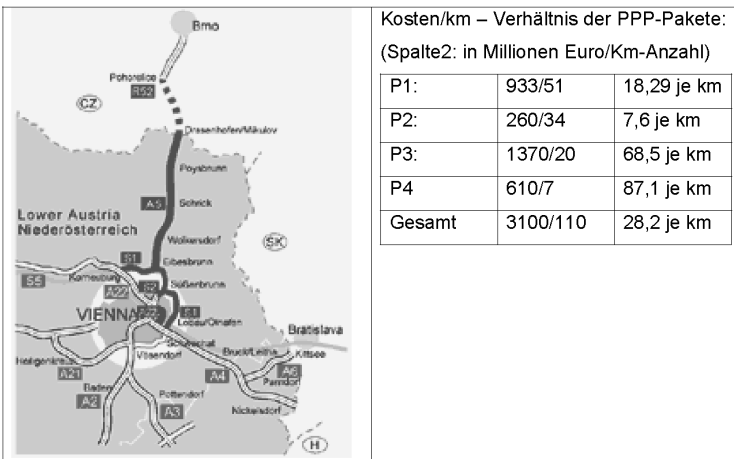 Brno
Pohorelice
R52
CZ
Drasenhofen/Mikulov
Poysbrunn
A5
Schrick
Lower Austria
Niederösterreich
Wolkersdorf
SK
S1
Eibesbrunn
S5
Korneuburg
S2
Süßenbrunn
A22
VIENNA
S1
Schwechat
Bratislava
Vösendorf
Bruck/Leitha
Kittsee
A21
A4
A6
Parndorf
Baden
A2
Pottendorf
A3
Nickelsdorf
H
Kosten/km – Verhältnis der PPP-Pakete:
(Spalte2: in Millionen Euro/Km-Anzahl)
P1: 933/51 18,29 je km
P2: 260/34 7,6 je km
P3: 1370/20 68,5 je km
P4 610/7 87,1 je km
Gesamt 3100/110 28,2 je km